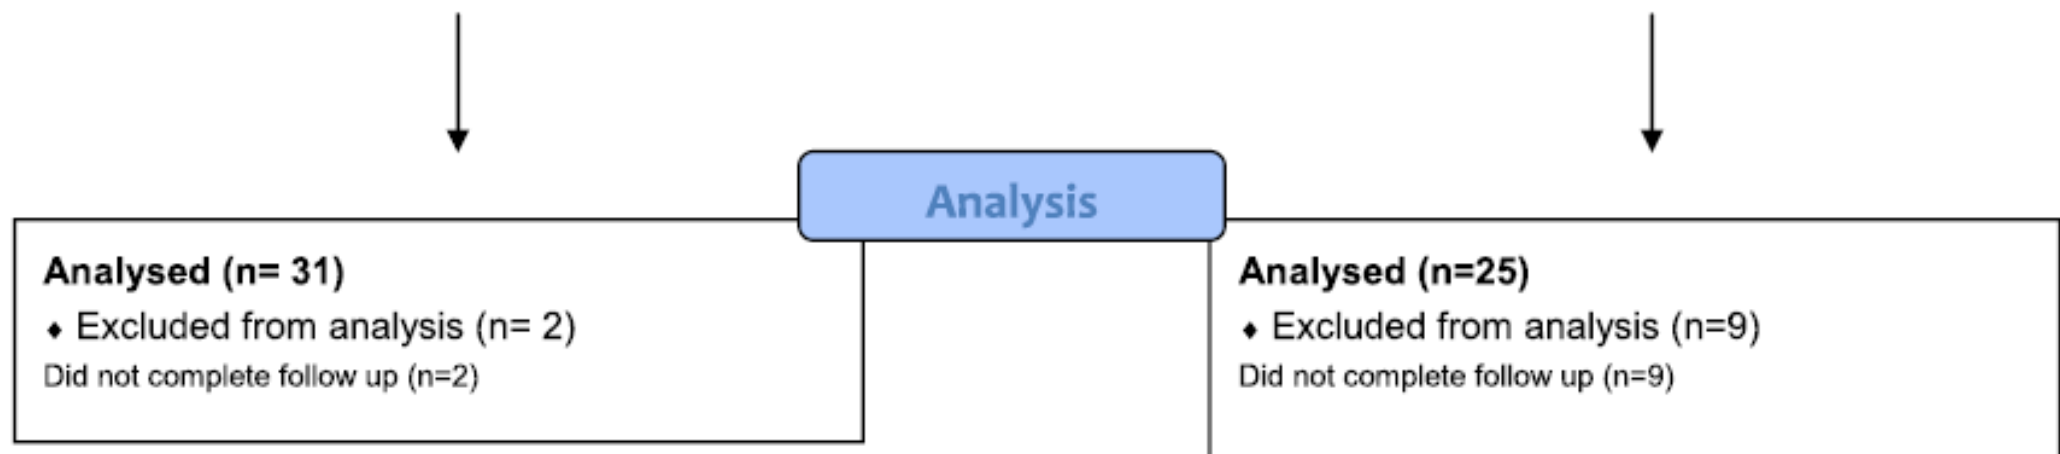 Analysis
Analysed (n= 31)
♦ Excluded from analysis (n= 2)
Did not complete follow up (n=2)
Analysed (n=25)
♦ Excluded from analysis (n=9)
Did not complete follow up (n=9)